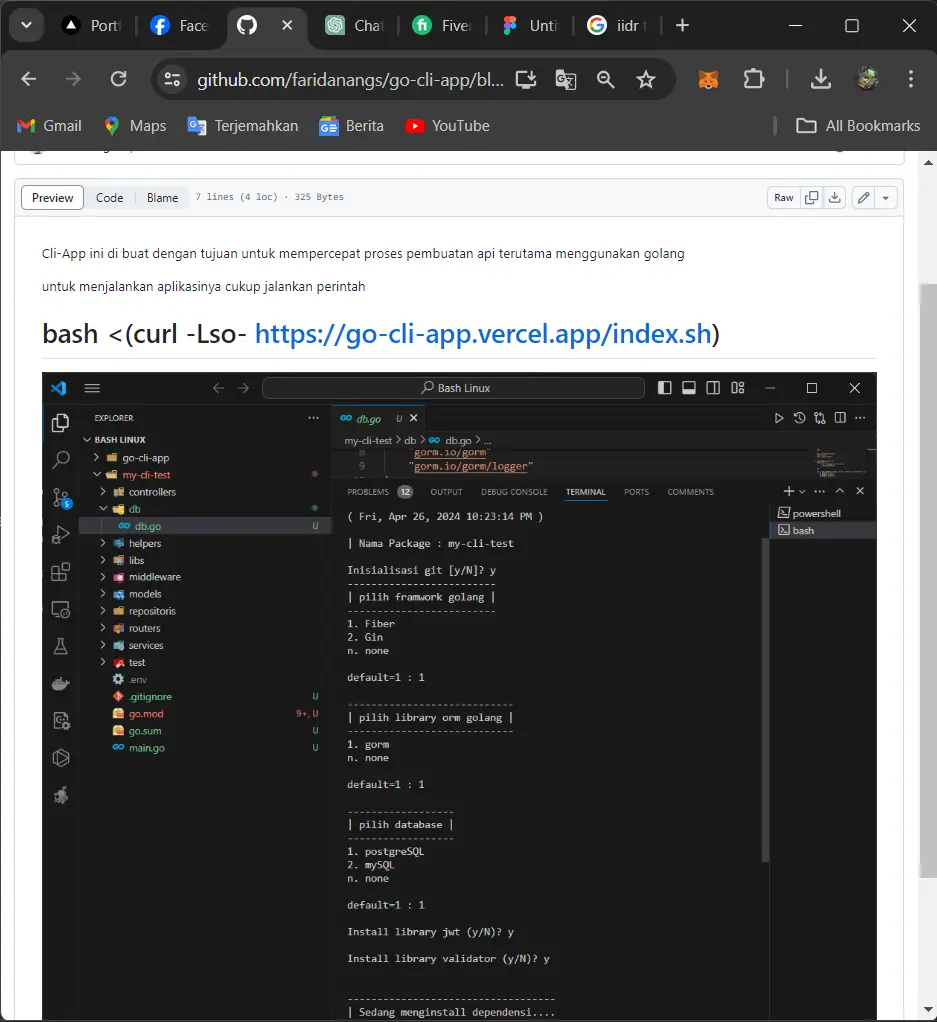 Port
Face
Chat
Five
Unti
iidr t
github.com/faridanangs/go-cli-app/bl...
Gmail
Maps
Terjemahkan
Berita
YouTube
All Bookmarks
Preview
Code
Blame
7 lines (4 loc) · 325 Bytes
Raw
Cli-App ini di buat dengan tujuan untuk mempercepat proses pembuatan api terutama menggunakan golang
untuk menjalankan aplikasinya cukup jalankan perintah
bash <(curl -Lso- https://go-cli-app.vercel.app/index.sh)
Bash Linux
EXPLORER
BASH LINUX
go-cli-app
my-cli-test
controllers
db
db.go U
helpers
libs
middleware
models
repositoris
routers
services
test
.env
.gitignore U
go.mod 9+, U
go.sum U
main.go U
5
db.go U
my-cli-test > db > db.go > ...
8 "gorm.io/gorm"
9 "gorm.io/gorm/logger"
PROBLEMS 12 OUTPUT DEBUG CONSOLE TERMINAL PORTS COMMENTS
powershell
bash
( Fri, Apr 26, 2024 10:23:14 PM )
| Nama Package : my-cli-test
Inisialisasi git [y/N]? y
---------------------------
| pilih framwork golang |
---------------------------
1. Fiber
2. Gin
n. none
default=1 : 1
------------------------------
| pilih library orm golang |
------------------------------
1. gorm
n. none
default=1 : 1
-------------------
| pilih database |
-------------------
1. postgreSQL
2. mySQL
n. none
default=1 : 1
Install library jwt (y/N)? y
Install library validator (y/N)? y
-----------------------------------
| Sedang menginstall dependensi....